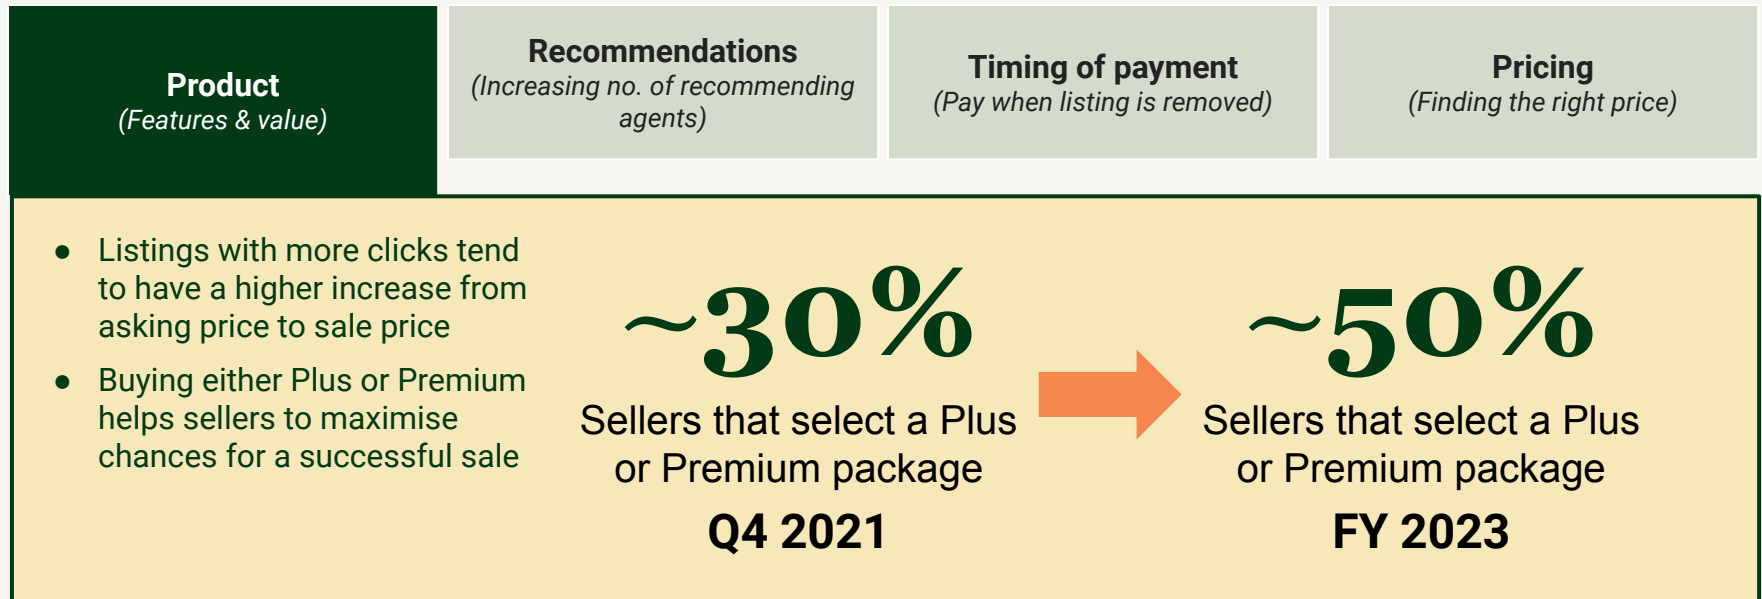 Product
(Features & value)
Recommendations
(Increasing no. of recommending
agents)
Timing of payment
(Pay when listing is removed)
Pricing
(Finding the right price)
● Listings with more clicks tend
to have a higher increase from
asking price to sale price
● Buying either Plus or Premium
helps sellers to maximise
chances for a successful sale
~30%
Sellers that select a Plus
or Premium package
Q4 2021
~50%
Sellers that select a Plus
or Premium package
FY 2023